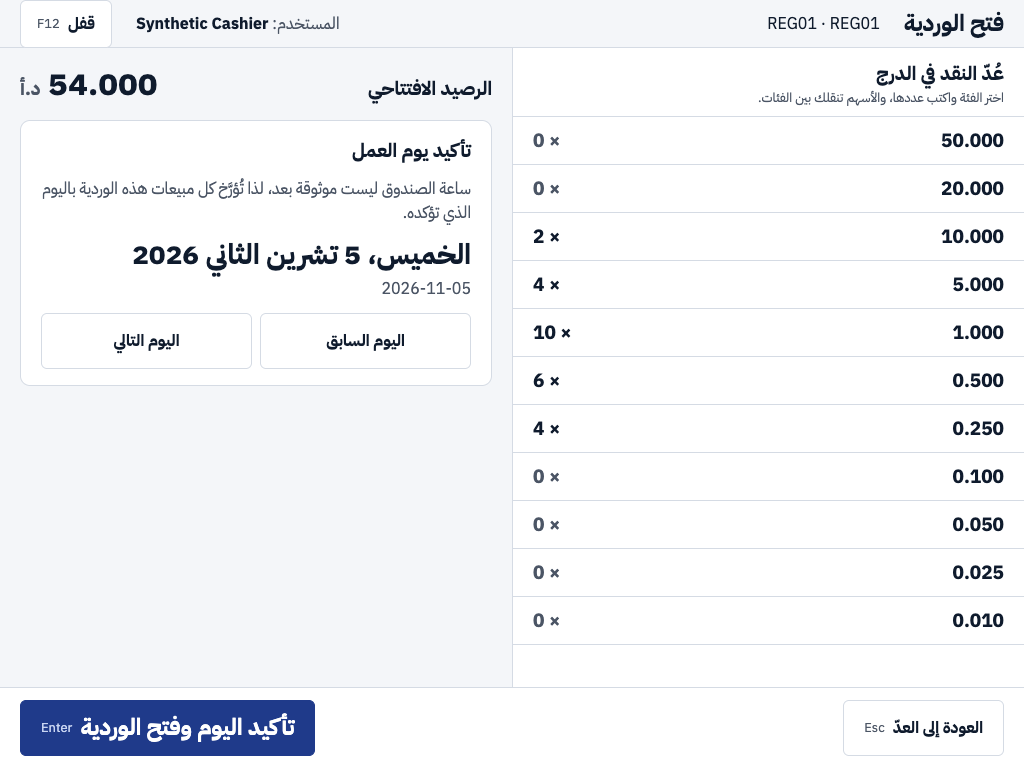 فتح الوردية
REG01 · REG01
المستخدم: Synthetic Cashier
قفل F12
عُدّ النقد في الدرج
اختر الفئة واكتب عددها، والأسهم تنقلك بين الفئات.
50.000 × 0
20.000 × 0
10.000 × 2
5.000 × 4
1.000 × 10
0.500 × 6
0.250 × 4
0.100 × 0
0.050 × 0
0.025 × 0
0.010 × 0
الرصيد الافتتاحي
54.000 د.أ
تأكيد يوم العمل
ساعة الصندوق ليست موثوقة بعد، لذا تُؤرَّخ كل مبيعات هذه الوردية باليوم
الذي تؤكده.
الخميس، 5 تشرين الثاني 2026
2026-11-05
اليوم السابق
اليوم التالي
العودة إلى العدّ Esc
تأكيد اليوم وفتح الوردية Enter